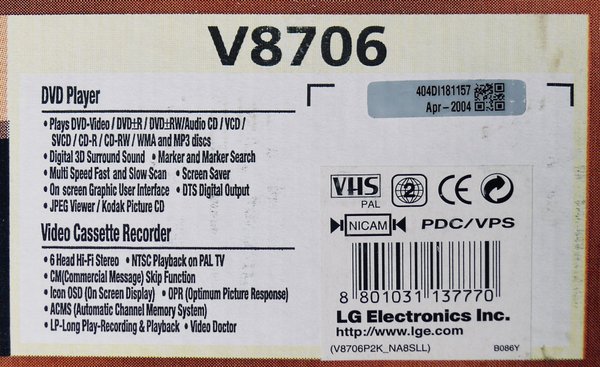 V8706
DVD Player
• Plays DVD-Video / DVD±R / DVD±RW/Audio CD / VCD /
SVCD / CD-R / CD-RW / WMA and MP3 discs
• Digital 3D Surround Sound • Marker and Marker Search
• Multi Speed Fast and Slow Scan • Screen Saver
• On screen Graphic User Interface • DTS Digital Output
• JPEG Viewer / Kodak Picture CD
Video Cassette Recorder
• 6 Head Hi-Fi Stereo • NTSC Playback on PAL TV
• CM(Commercial Message) Skip Function
• Icon OSD (On Screen Display) • OPR (Optimum Picture Response)
• ACMS (Automatic Channel Memory System)
• LP-Long Play-Recording & Playback • Video Doctor
404DI181157
Apr - 2004
VHS
PAL
2
CE
NICAM
PDC/VPS
8 801031 137770
LG Electronics Inc.
http://www.lge.com
(V8706P2K_NA8SLL)
B086Y